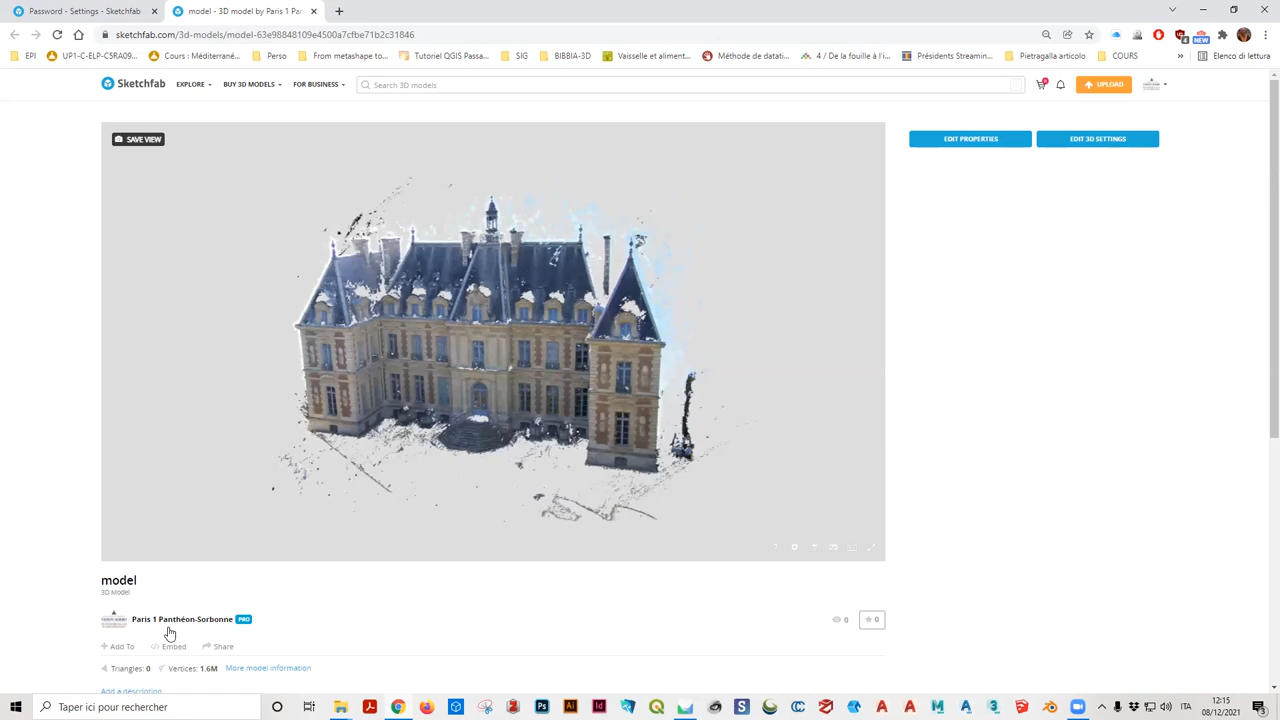 Password - Settings - Sketchfab
model - 3D model by Paris 1 Pan
sketchfab.com/3d-models/model-63e98848109e4500a7cfbe71b2c31846
EPI
UP1-C-ELP-C5RA09...
Cours : Méditerrané...
Perso
From metashape to...
Tutoriel QGIS Passa...
SIG
BIBBIA-3D
Vaisselle et aliment...
Méthode de datati...
4 / De la fouille à l'i...
Présidents Streamin...
Pietragalla articolo
COURS
»
Elenco di lettura
NEW
Sketchfab
EXPLORE
BUY 3D MODELS
FOR BUSINESS
Search 3D models
UPLOAD
SAVE VIEW
EDIT PROPERTIES
EDIT 3D SETTINGS
model
3D Model
Paris 1 Panthéon-Sorbonne PRO
0
0
Add To
Embed
Share
Triangles: 0
Vertices: 1.6M
More model information
Add a description
Taper ici pour rechercher
ITA
12:15
08/12/2021